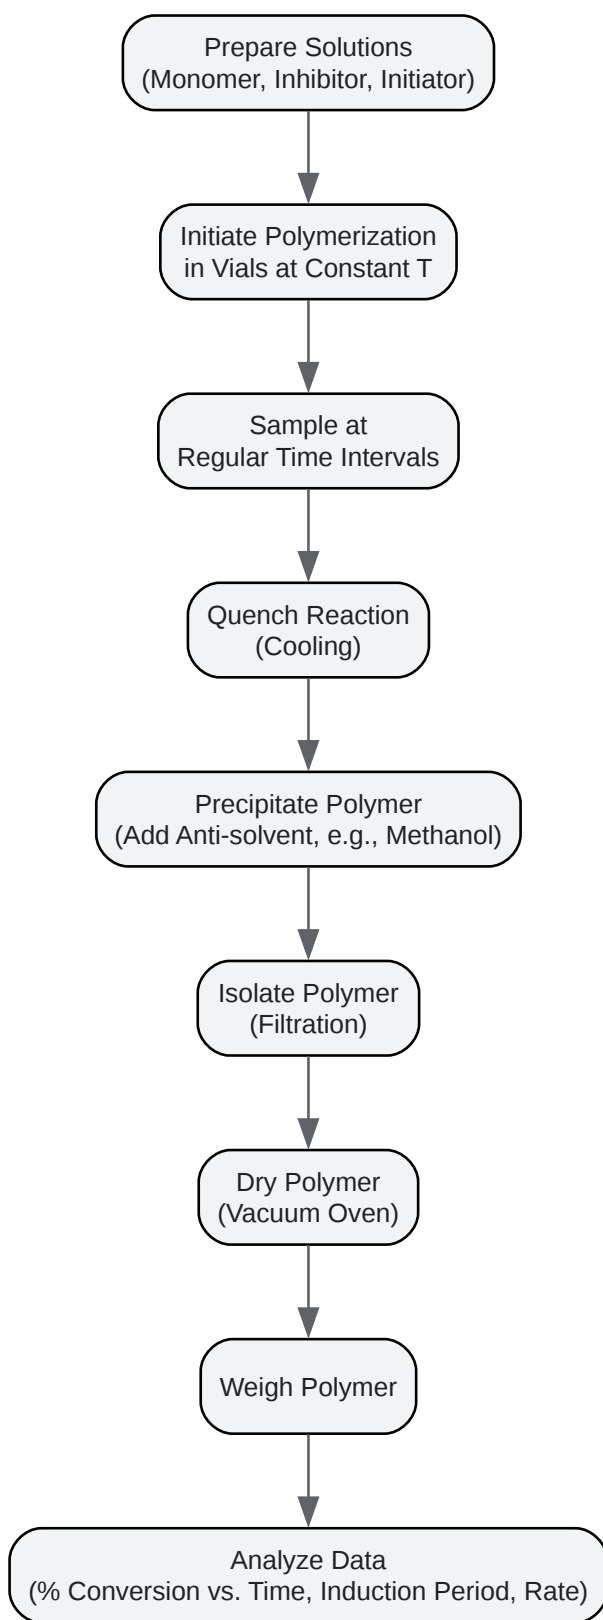 Prepare Solutions
(Monomer, Inhibitor, Initiator)
Initiate Polymerization
in Vials at Constant T
Sample at
Regular Time Intervals
Quench Reaction
(Cooling)
Precipitate Polymer
(Add Anti-solvent, e.g., Methanol)
Isolate Polymer
(Filtration)
Dry Polymer
(Vacuum Oven)
Weigh Polymer
Analyze Data
(% Conversion vs. Time, Induction Period, Rate)